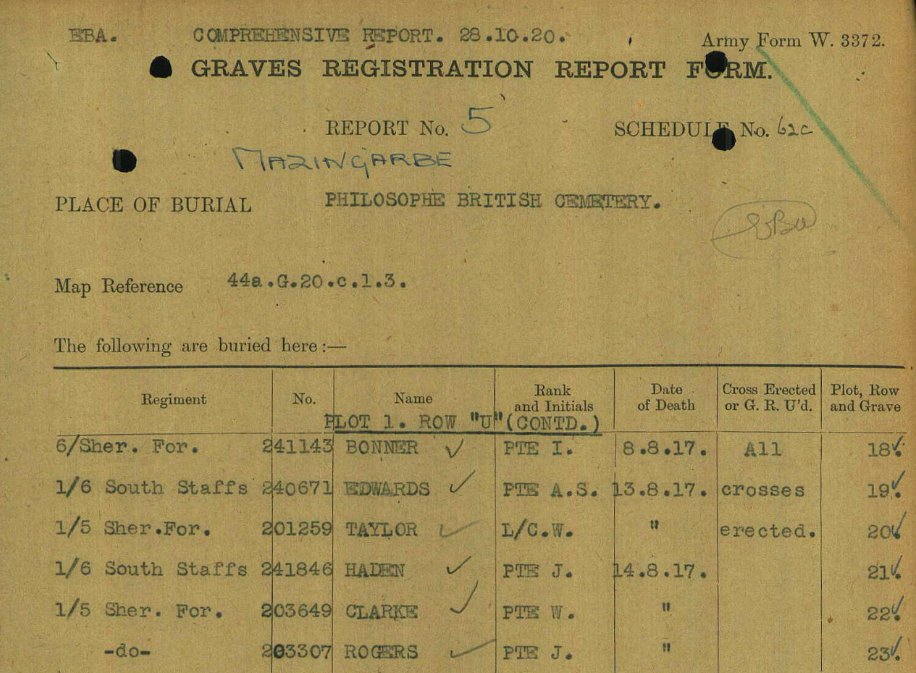 EBA. COMPREHENSIVE REPORT. 28.10.20.
Army Form W. 3372.
GRAVES REGISTRATION REPORT FORM.
REPORT No. 5 SCHEDULE No. 62c
MAZINGARBE
PLACE OF BURIAL PHILOSOPHE BRITISH CEMETERY.
Map Reference 44a.G.20.c.1.3.
The following are buried here:—
Regiment No. Name Rank and Initials Date of Death Cross Erected or G. R. U'd. Plot, Row and Grave
PLOT 1. ROW "U"(CONTD.)
6/Sher. For. 241143 BONNER ✓ PTE I. 8.8.17. All 18. ✓
1/6 South Staffs 240671 EDWARDS ✓ PTE A.S. 13.8.17. crosses 19. ✓
1/5 Sher.For. 201259 TAYLOR ✓ L/C.W. " erected. 20. ✓
1/6 South Staffs 241846 HADEN ✓ PTE J. 14.8.17. 21. ✓
1/5 Sher. For. 203649 CLARKE ✓ PTE W. " 22. ✓
-do- 203307 ROGERS ✓ PTE J. " 23. ✓